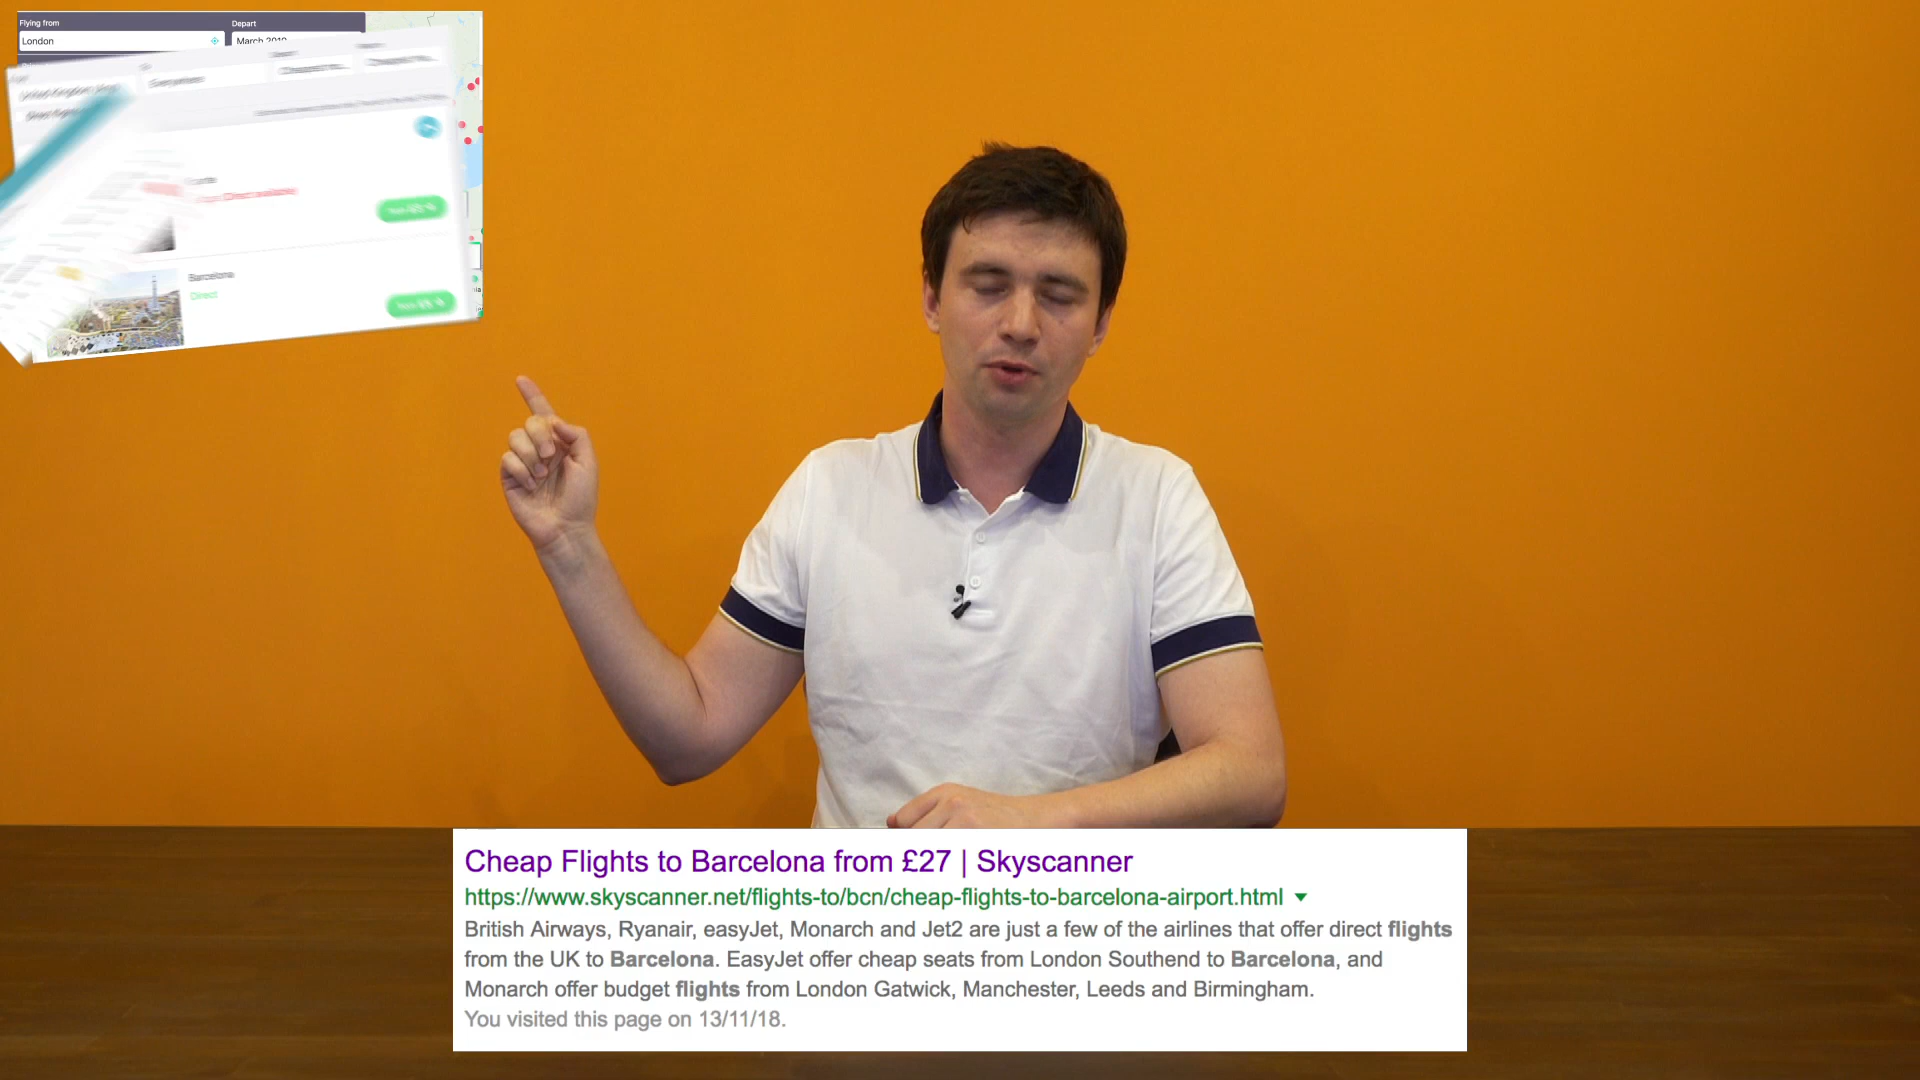 Flying from
Depart
London
March 2019
Barcelona
Direct
Cheap Flights to Barcelona from £27 | Skyscanner
https://www.skyscanner.net/flights-to/bcn/cheap-flights-to-barcelona-airport.html
British Airways, Ryanair, easyJet, Monarch and Jet2 are just a few of the airlines that offer direct flights
from the UK to Barcelona. EasyJet offer cheap seats from London Southend to Barcelona, and
Monarch offer budget flights from London Gatwick, Manchester, Leeds and Birmingham.
You visited this page on 13/11/18.